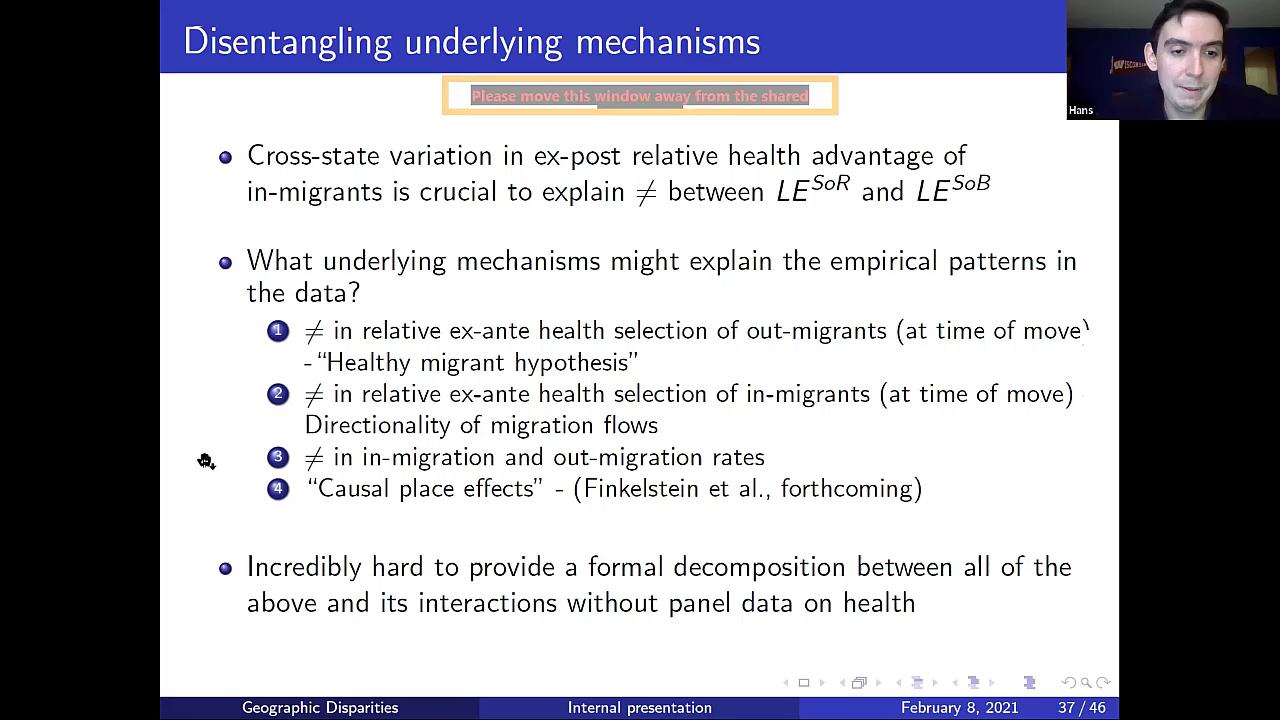 Disentangling underlying mechanisms
Please move this window away from the shared
WISCONSIN
Hans
Cross-state variation in ex-post relative health advantage of
in-migrants is crucial to explain ≠ between LE^SoR and LE^SoB
What underlying mechanisms might explain the empirical patterns in
the data?
1 ≠ in relative ex-ante health selection of out-migrants (at time of move)
- “Healthy migrant hypothesis”
2 ≠ in relative ex-ante health selection of in-migrants (at time of move)
Directionality of migration flows
3 ≠ in in-migration and out-migration rates
4 “Causal place effects” - (Finkelstein et al., forthcoming)
Incredibly hard to provide a formal decomposition between all of the
above and its interactions without panel data on health
Geographic Disparities
Internal presentation
February 8, 2021
37 / 46